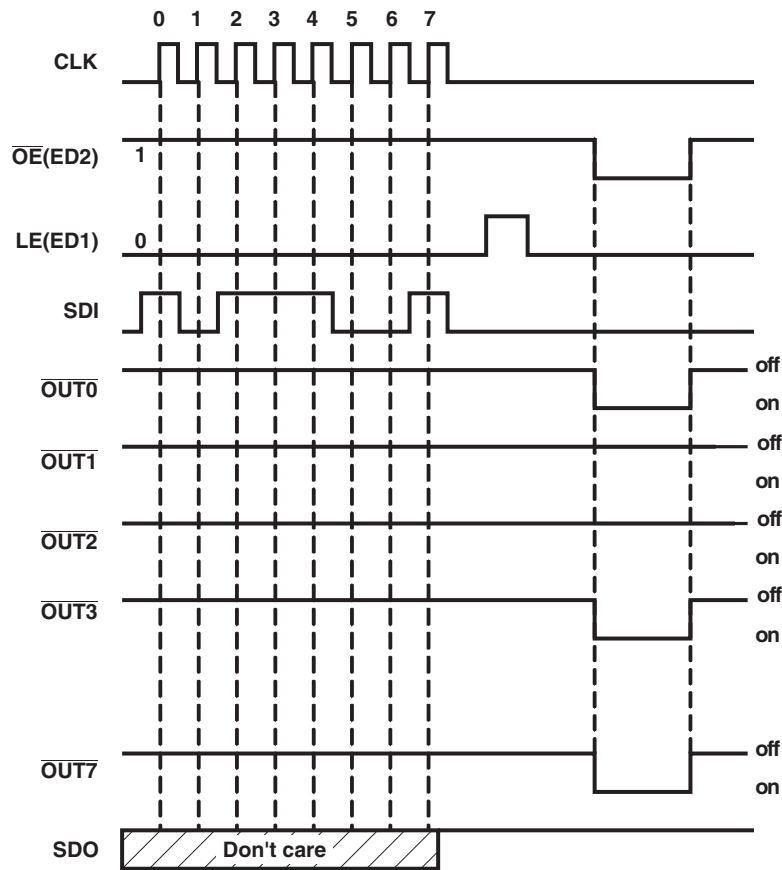 0 1 2 3 4 5 6 7
CLK
OE(ED2)
1
LE(ED1)
0
SDI
OUT0
off
on
OUT1
off
on
OUT2
off
on
OUT3
off
on
OUT7
off
on
SDO
Don't care